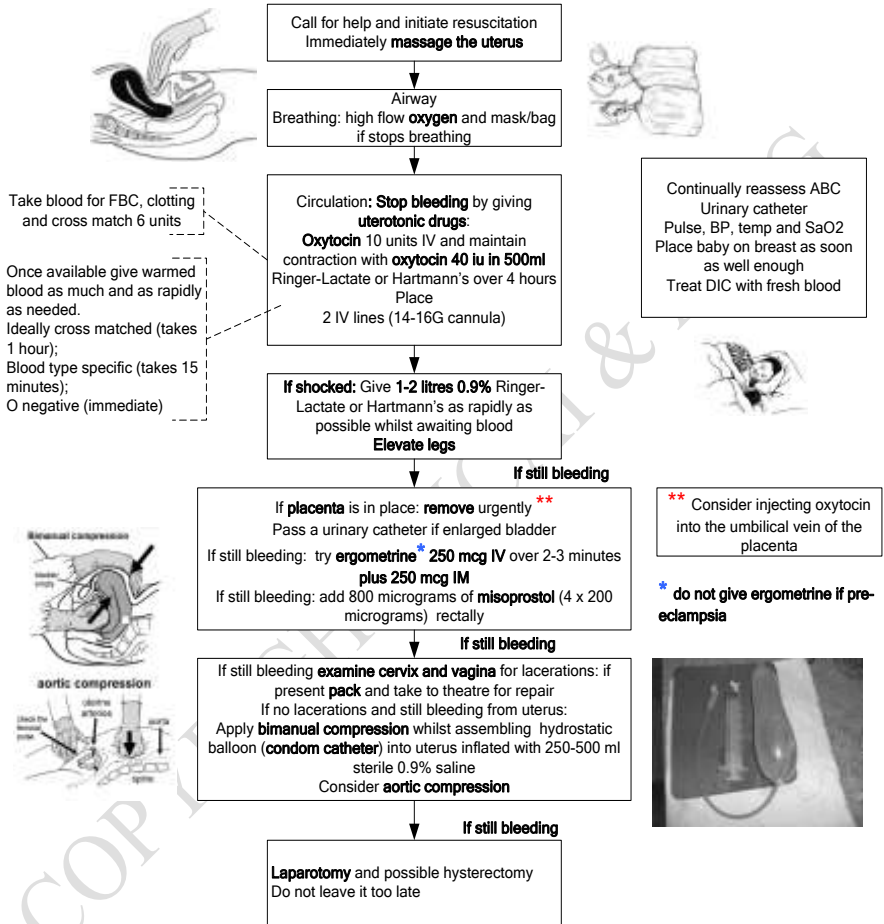 Call for help and initiate resuscitation
Immediately massage the uterus
Airway
Breathing: high flow oxygen and mask/bag
if stops breathing
Take blood for FBC, clotting
and cross match 6 units
Once available give warmed
blood as much and as rapidly
as needed.
Ideally cross matched (takes
1 hour);
Blood type specific (takes 15
minutes);
O negative (immediate)
Circulation: Stop bleeding by giving
uterotonic drugs:
Oxytocin 10 units IV and maintain
contraction with oxytocin 40 iu in 500ml
Ringer-Lactate or Hartmann's over 4 hours
Place
2 IV lines (14-16G cannula)
Continually reassess ABC
Urinary catheter
Pulse, BP, temp and SaO2
Place baby on breast as soon
as well enough
Treat DIC with fresh blood
If shocked: Give 1-2 litres 0.9% Ringer-
Lactate or Hartmann's as rapidly as
possible whilst awaiting blood
Elevate legs
If still bleeding
If placenta is in place: remove urgently **
Pass a urinary catheter if enlarged bladder
If still bleeding: try ergometrine* 250 mcg IV over 2-3 minutes
plus 250 mcg IM
If still bleeding: add 800 micrograms of misoprostol (4 x 200
micrograms) rectally
** Consider injecting oxytocin
into the umbilical vein of the
placenta
* do not give ergometrine if pre-
eclampsia
If still bleeding
Bimanual compression
aortic compression
uterine
arteries
aorta
check the
femoral
pulse
spine
If still bleeding examine cervix and vagina for lacerations: if
present pack and take to theatre for repair
If no lacerations and still bleeding from uterus:
Apply bimanual compression whilst assembling hydrostatic
balloon (condom catheter) into uterus inflated with 250-500 ml
sterile 0.9% saline
Consider aortic compression
If still bleeding
Laparotomy and possible hysterectomy
Do not leave it too late